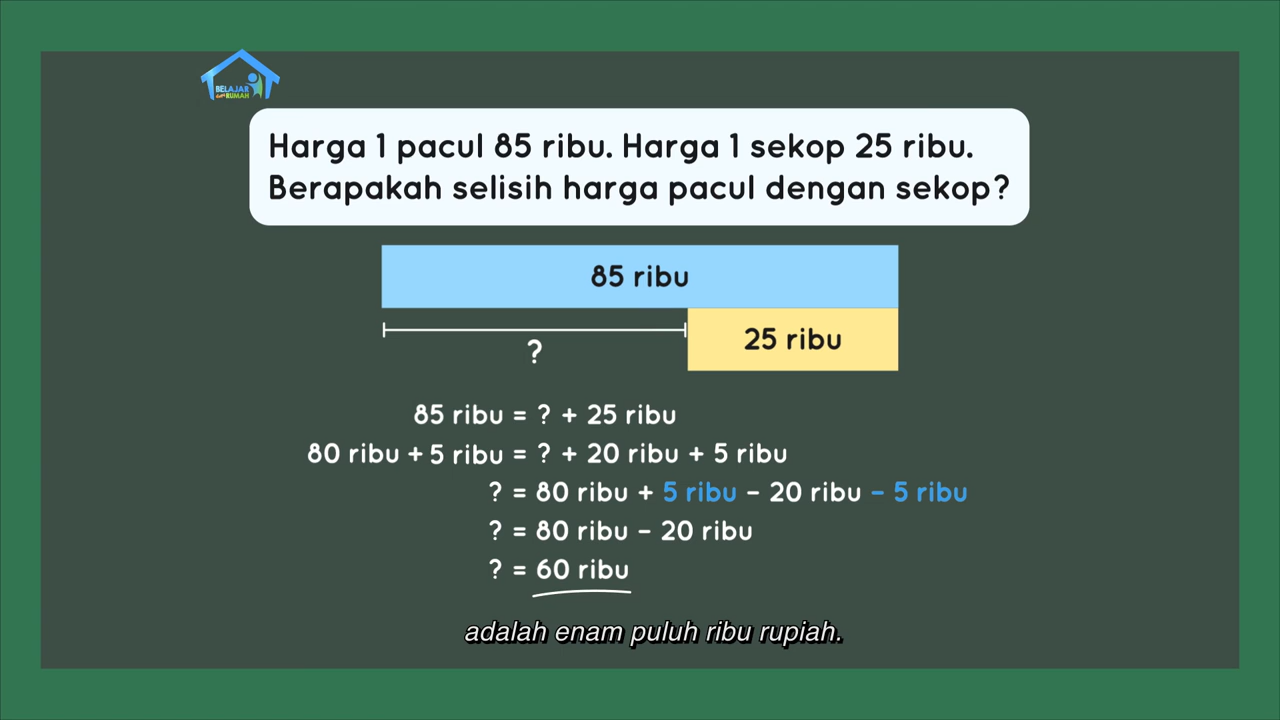 BELAJAR
dari RUMAH
Harga 1 pacul 85 ribu. Harga 1 sekop 25 ribu.
Berapakah selisih harga pacul dengan sekop?
85 ribu
25 ribu
?
85 ribu = ? + 25 ribu
80 ribu + 5 ribu = ? + 20 ribu + 5 ribu
? = 80 ribu + 5 ribu - 20 ribu - 5 ribu
? = 80 ribu - 20 ribu
? = 60 ribu
adalah enam puluh ribu rupiah.